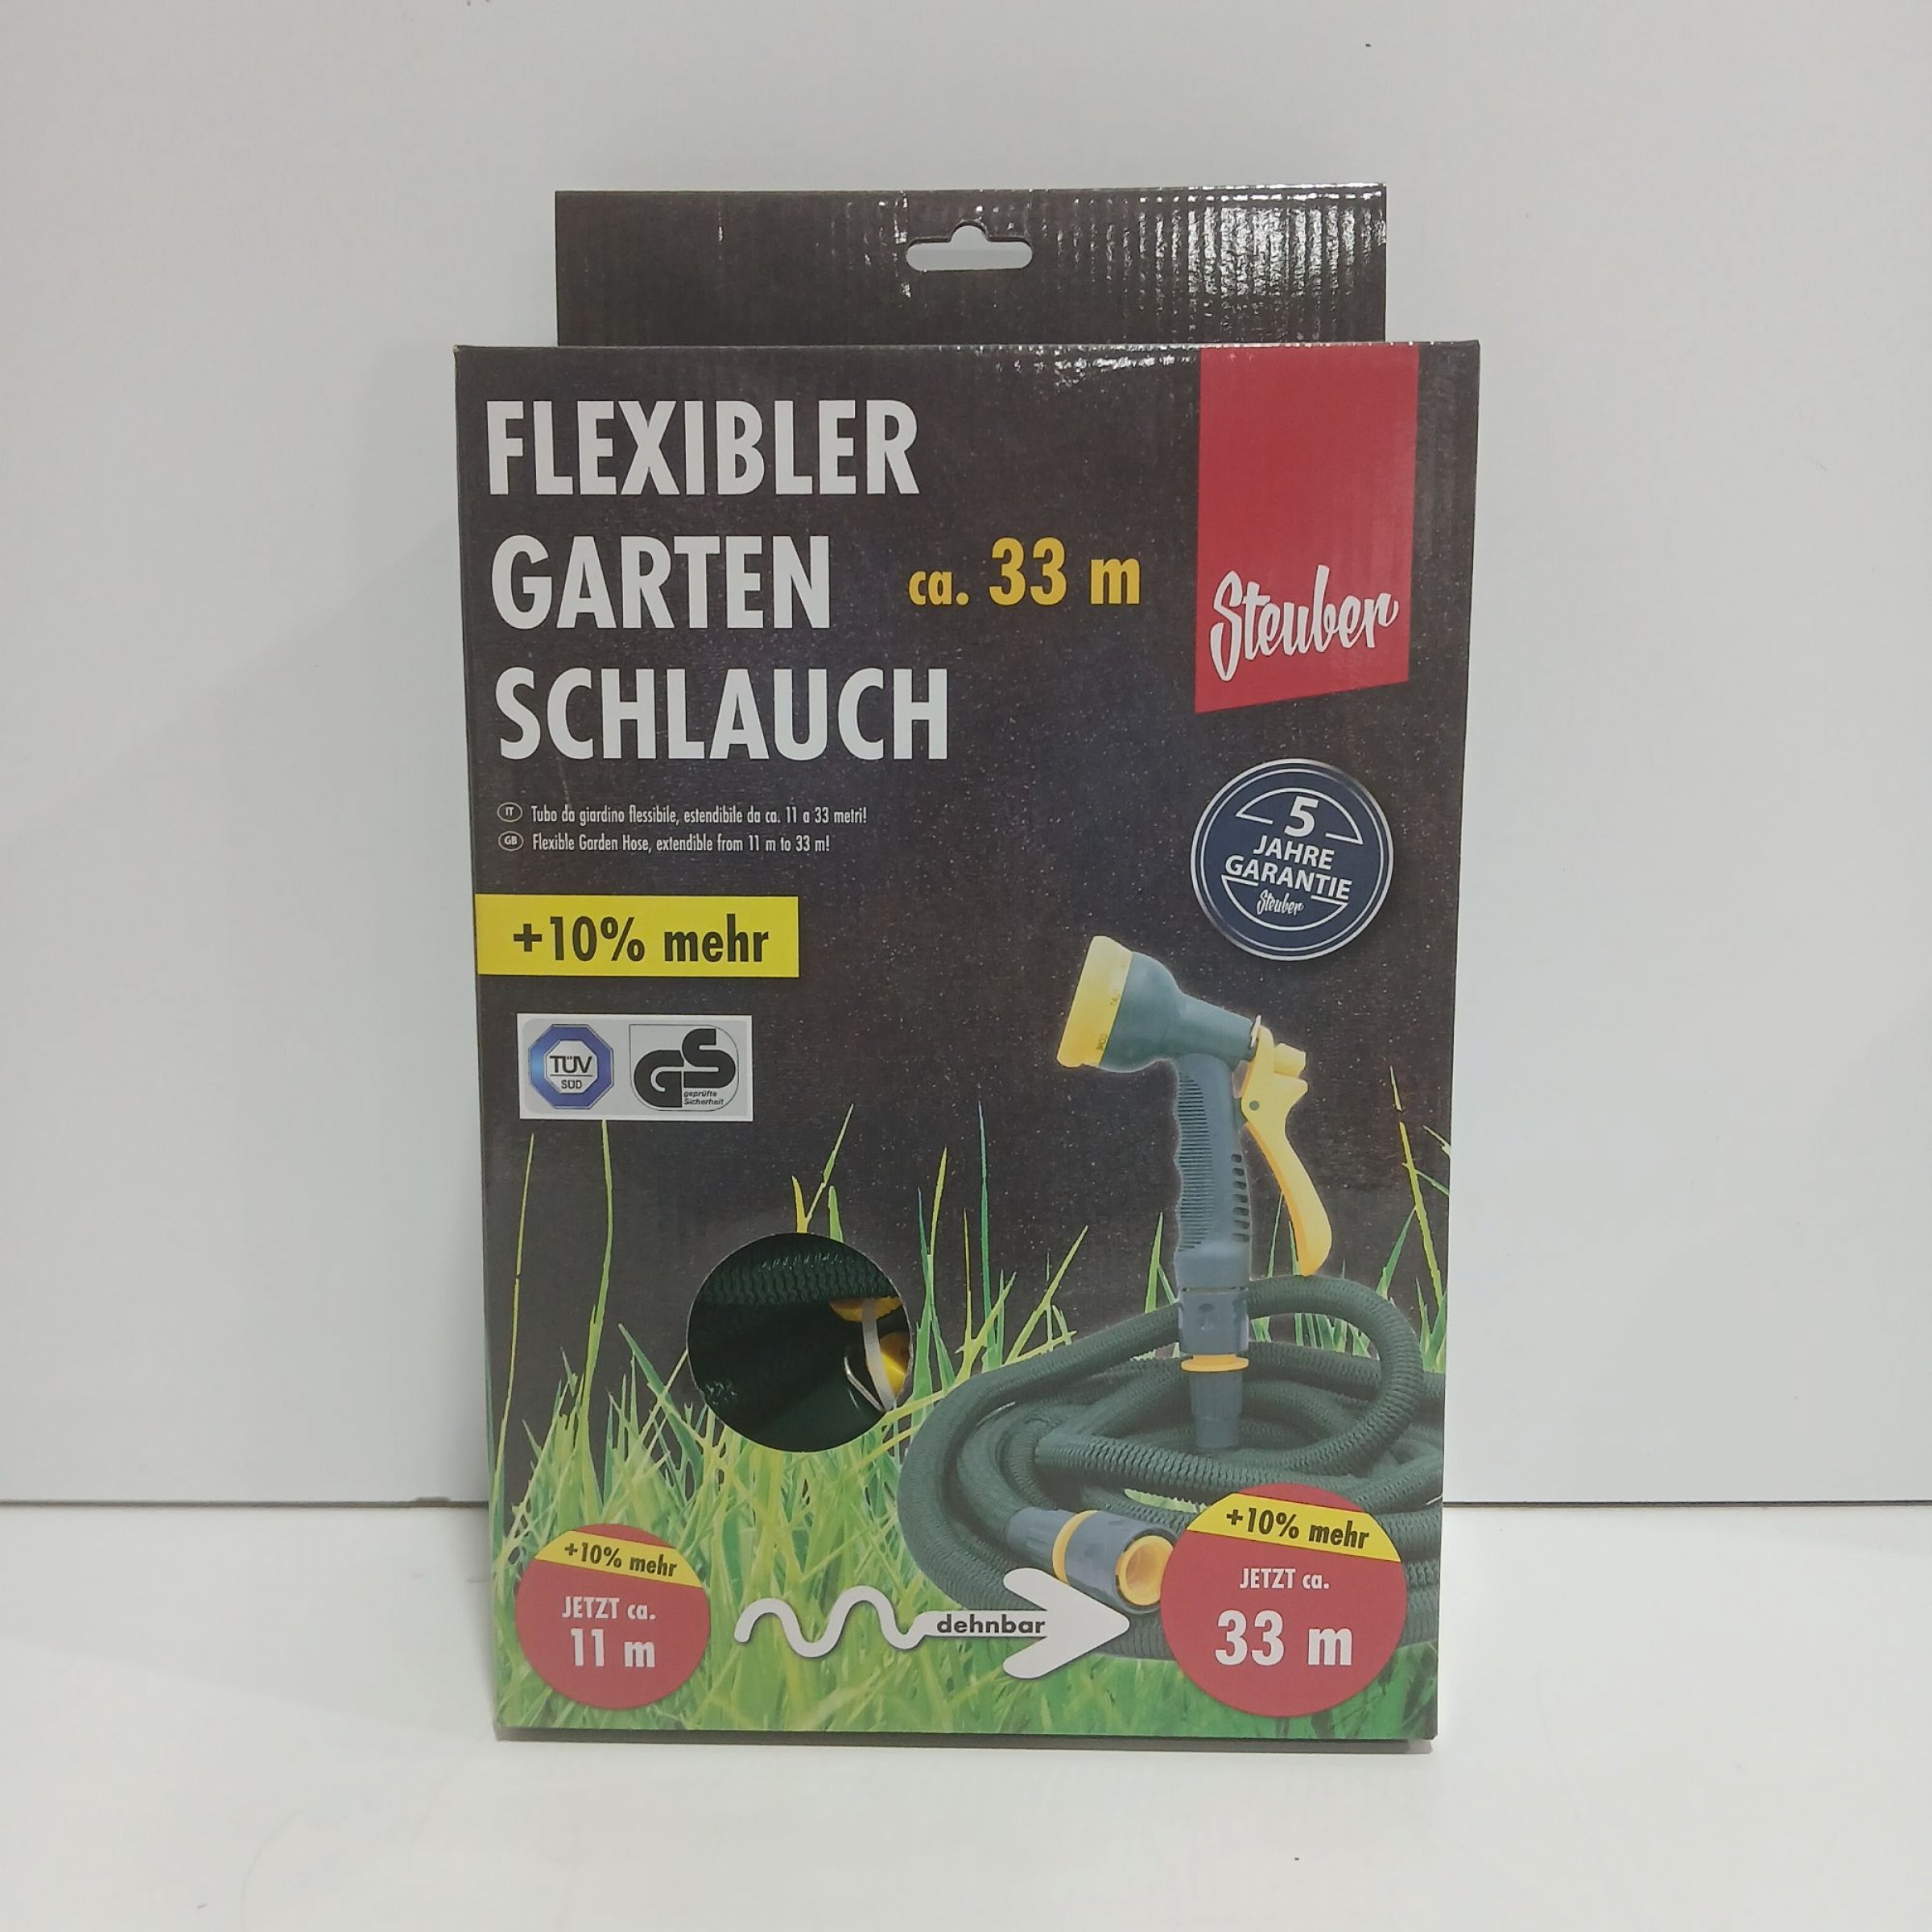 FLEXIBLER
GARTEN
ca. 33 m
SCHLAUCH
Steuber
IT Tubo da giardino flessibile, estendibile da ca. 11 a 33 metri!
GB Flexible Garden Hose, extendible from 11 m to 33 m!
5
JAHRE
GARANTIE
Steuber
+10% mehr
TÜV
SÜD
GS
geprüfte
Sicherheit
+10% mehr
JETZT ca.
11 m
dehnbar
+10% mehr
JETZT ca.
33 m